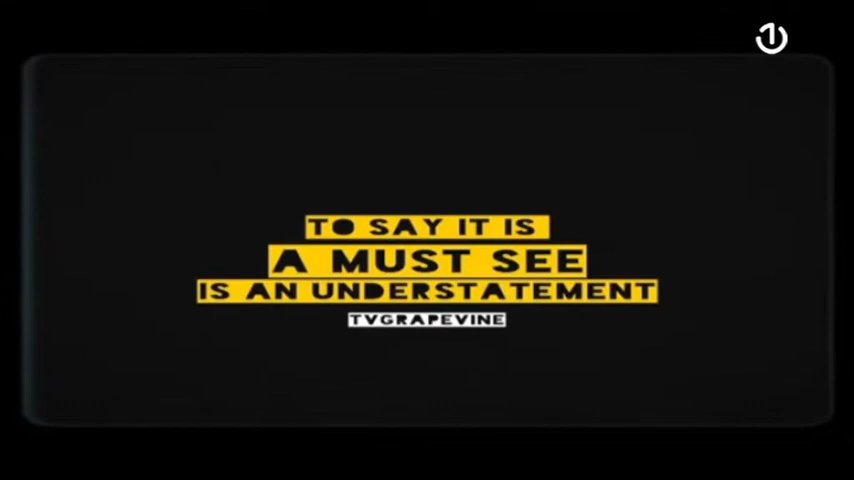 TO SAY IT IS
A MUST SEE
IS AN UNDERSTATEMENT
TVGRAPEVINE